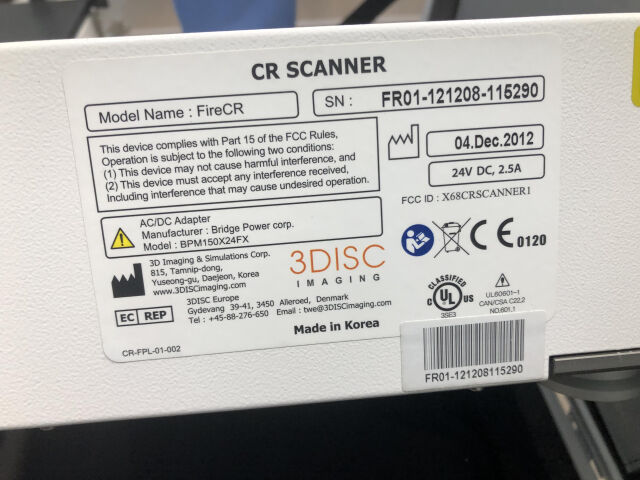 CR SCANNER
Model Name : FireCR
SN : FR01-121208-115290
This device complies with Part 15 of the FCC Rules,
Operation is subject to the following two conditions:
(1) This device may not cause harmful interference, and
(2) This device must accept any interference received,
Including interference that may cause undesired operation.
04.Dec.2012
24V DC, 2.5A
FCC ID : X68CRSCANNER1
AC/DC Adapter
Manufacturer : Bridge Power corp.
Model : BPM150X24FX
CE0120
3D Imaging & Simulations Corp.
815, Tamnip-dong,
Yuseong-gu, Daejeon, Korea
www.3DISCimaging.com
3DISC
IMAGING
EC REP
3DISC Europe
Gydevang 39-41, 3450 Alleroed, Denmark
Tel : +45-88-276-650 Email : twe@3DISCimaging.com
CLASSIFIED
C UL US
3SE3
UL60601-1
CAN/CSA C22.2
NO.601.1
Made in Korea
CR-FPL-01-002
FR01-121208115290